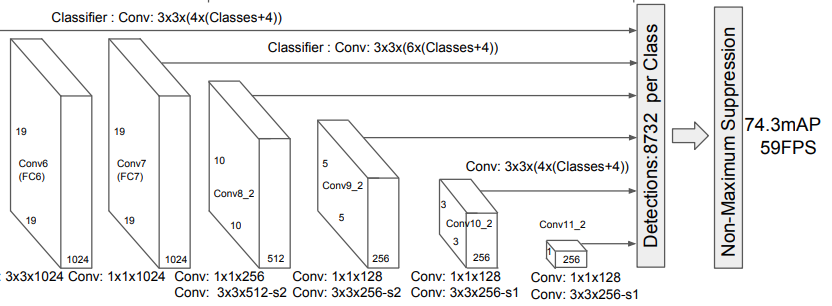 Classifier : Conv: 3x3x(4x(Classes+4))
Classifier : Conv: 3x3x(6x(Classes+4))
19
Conv6
(FC6)
19
1024
19
Conv7
(FC7)
19
1024
10
Conv8_2
10
512
5
Conv9_2
5
256
Conv: 3x3x(4x(Classes+4))
3
Conv10_2
3
256
Conv11_2
1
256
Detections:8732 per Class
Non-Maximum Suppression
74.3mAP
59FPS
: 3x3x1024
Conv: 1x1x1024
Conv: 1x1x256
Conv: 3x3x512-s2
Conv: 1x1x128
Conv: 3x3x256-s2
Conv: 1x1x128
Conv: 3x3x256-s1
Conv: 1x1x128
Conv: 3x3x256-s1